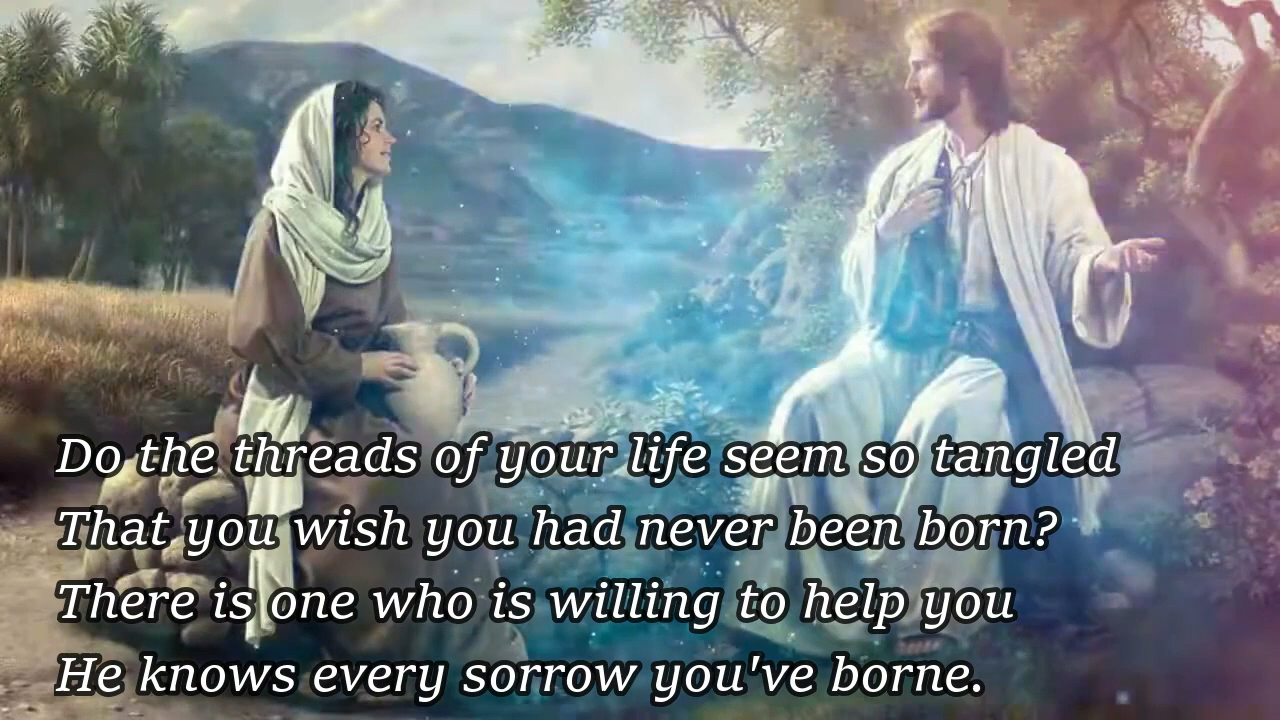 Do the threads of your life seem so tangled
That you wish you had never been born?
There is one who is willing to help you
He knows every sorrow you've borne.